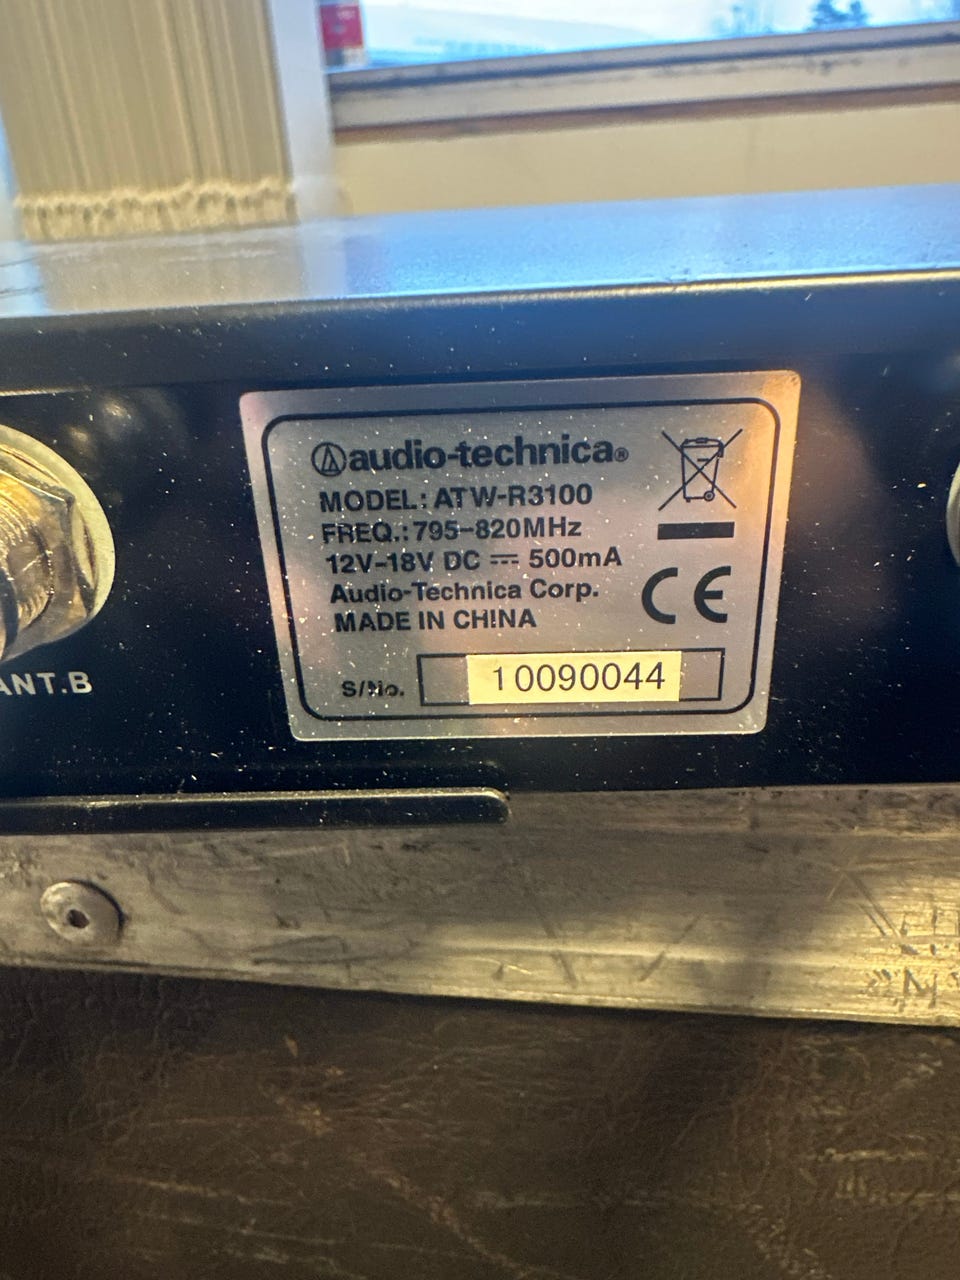 audio-technica®
MODEL: ATW-R3100
FREQ.: 795-820MHz
12V-18V DC ⎓ 500mA
Audio-Technica Corp.
MADE IN CHINA
CE
S/No. 10090044
ANT.B